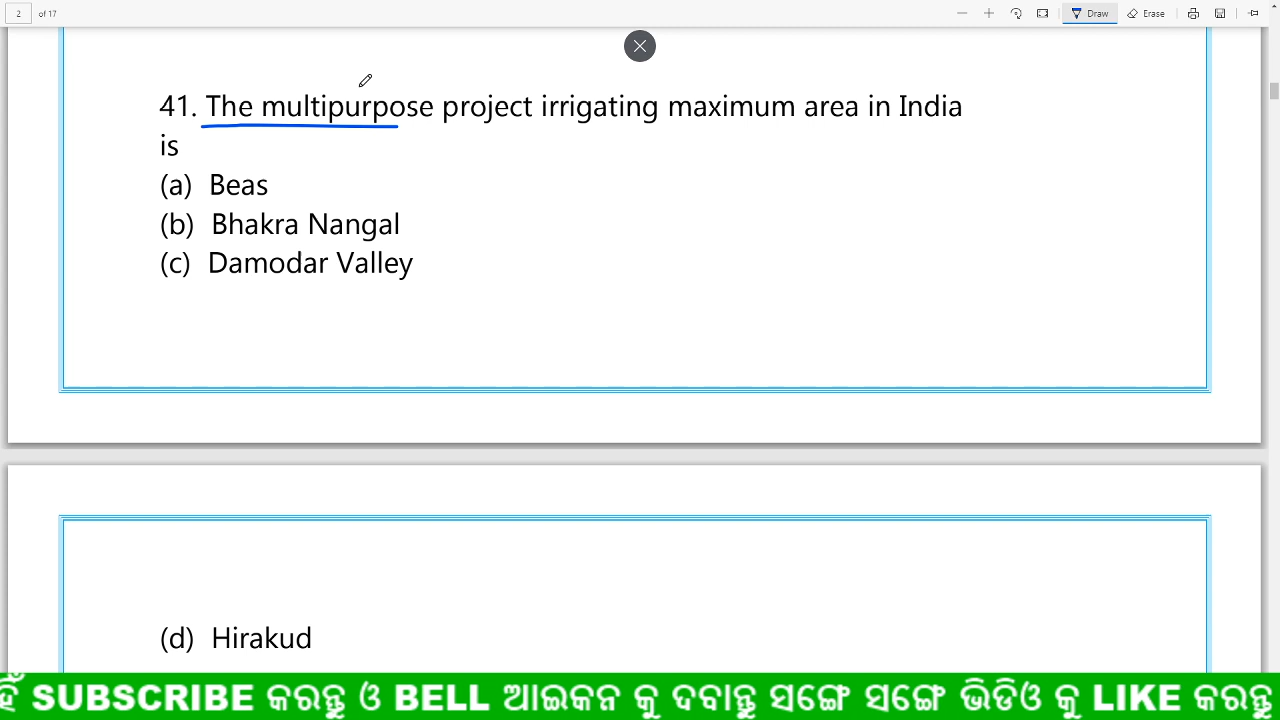 2 of 17
Draw Erase
41. The multipurpose project irrigating maximum area in India
is
(a) Beas
(b) Bhakra Nangal
(c) Damodar Valley
(d) Hirakud
SUBSCRIBE କରନ୍ତୁ ଓ BELL ଆଇକନ କୁ ଦବାନ୍ତୁ ସଙ୍ଗେ ସଙ୍ଗେ ଭିଡିଓ କୁ LIKE କରନ୍ତୁ